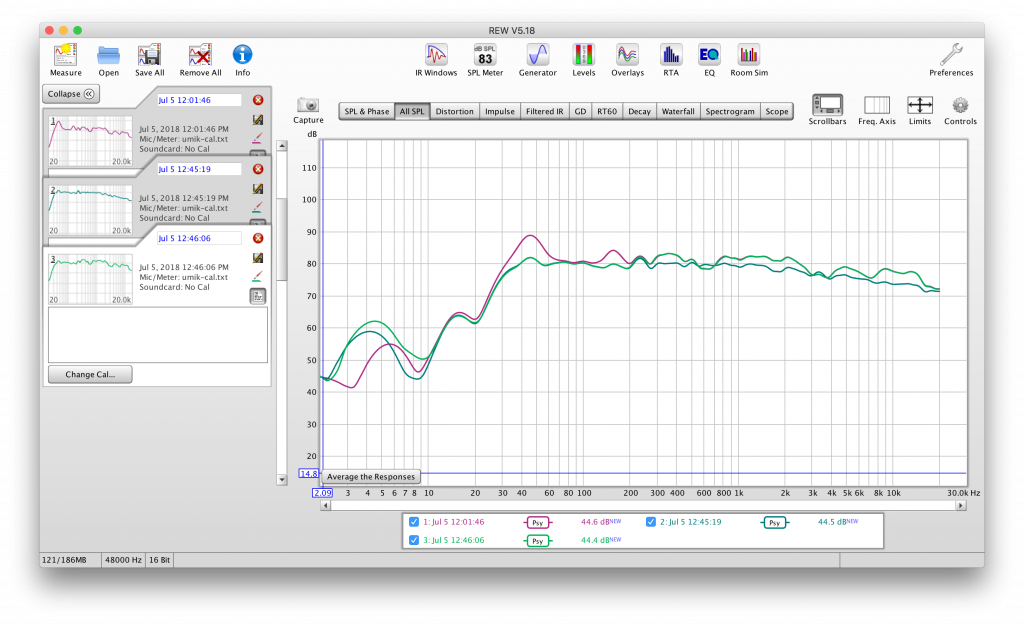 REW V5.18
Measure Open Save All Remove All Info IR Windows SPL Meter Generator Levels Overlays RTA EQ Room Sim Preferences
dB SPL
83
EQ
Collapse
Jul 5 12:01:46
1
20 20.0k
Jul 5, 2018 12:01:46 PM
Mic/Meter: umik-cal.txt
Soundcard: No Cal
Jul 5 12:45:19
2
20 20.0k
Jul 5, 2018 12:45:19 PM
Mic/Meter: umik-cal.txt
Soundcard: No Cal
Jul 5 12:46:06
3
20 20.0k
Jul 5, 2018 12:46:06 PM
Mic/Meter: umik-cal.txt
Soundcard: No Cal
Change Cal...
Capture
SPL & Phase All SPL Distortion Impulse Filtered IR GD RT60 Decay Waterfall Spectrogram Scope
Scrollbars Freq. Axis Limits Controls
dB
110
100
90
80
70
60
50
40
30
20
14.8
Average the Responses
2.09 3 4 5 6 7 8 10 20 30 40 60 80 100 200 300 400 600 800 1k 2k 3k 4k 5k 6k 8k 10k 30.0k Hz
1: Jul 5 12:01:46 Psy 44.6 dB NEW 2: Jul 5 12:45:19 Psy 44.5 dB NEW
3: Jul 5 12:46:06 Psy 44.4 dB NEW
121/186MB 48000 Hz 16 Bit